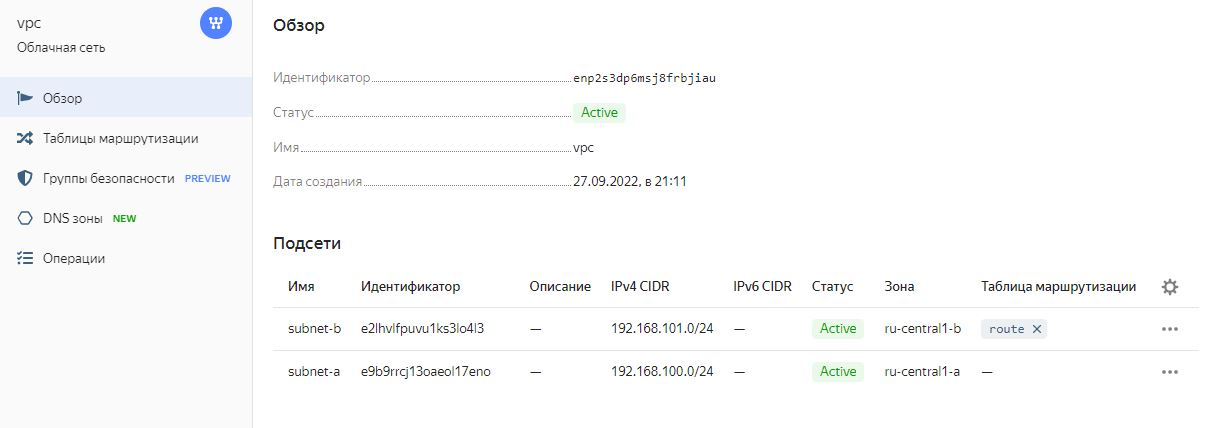 vpc
Облачная сеть
Обзор
Таблицы маршрутизации
Группы безопасности PREVIEW
DNS зоны NEW
Операции
Обзор
Идентификатор enp2s3dp6msj8frbjiau
Статус Active
Имя vpc
Дата создания 27.09.2022, в 21:11
Подсети
Имя Идентификатор Описание IPv4 CIDR IPv6 CIDR Статус Зона Таблица маршрутизации
subnet-b e2lhvlfpuvu1ks3lo4l3 — 192.168.101.0/24 — Active ru-central1-b route ×
subnet-a e9b9rrcj13oaeol17eno — 192.168.100.0/24 — Active ru-central1-a —